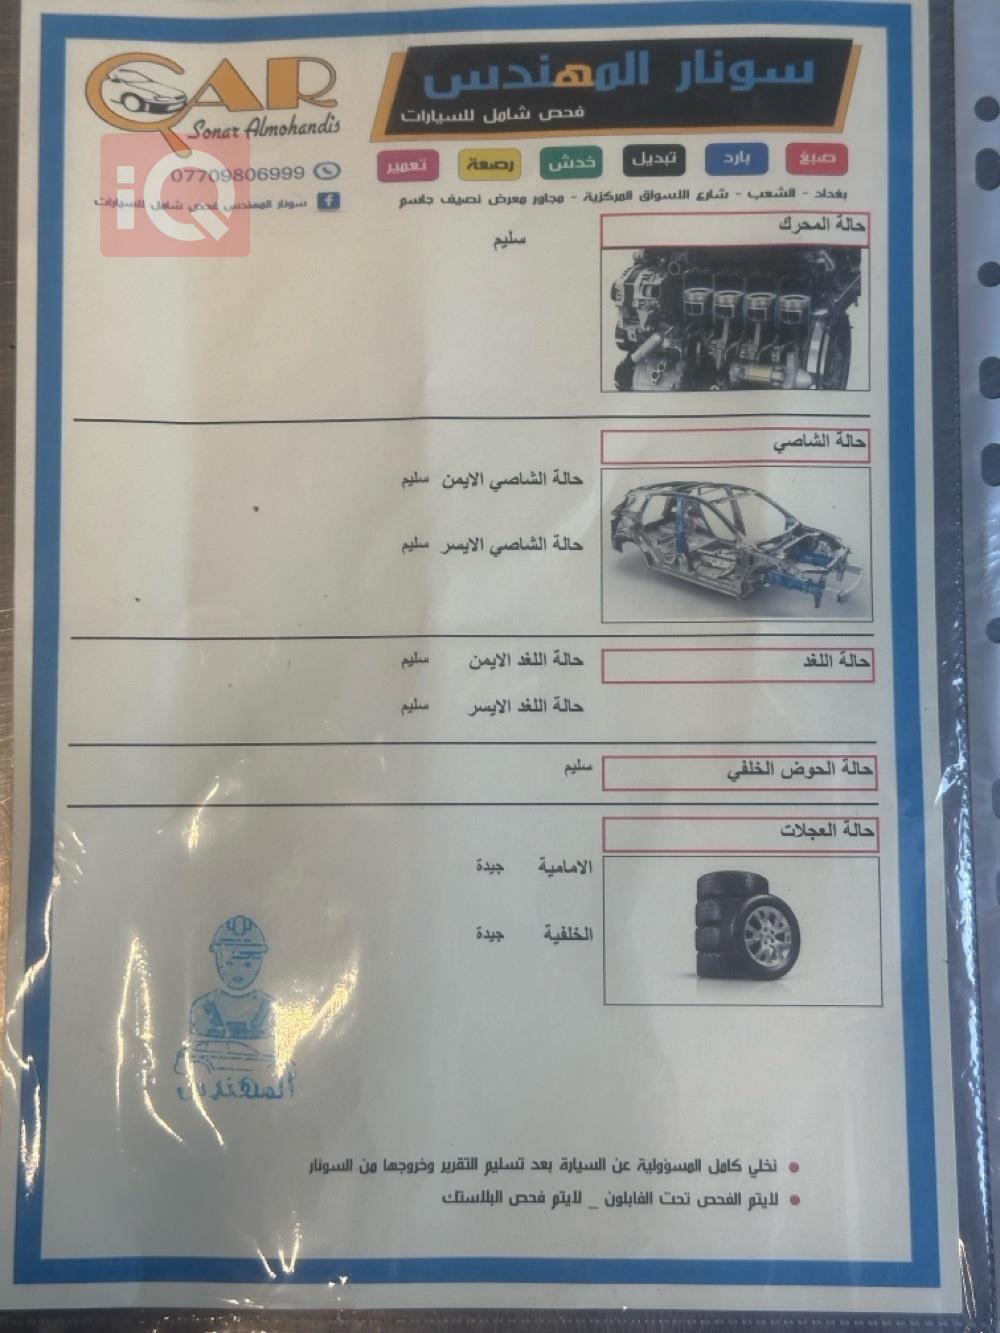 CAR
Sonar Almohandis
سونار المهندس
فحص شامل للسيارات
صبغ بارد تبديل خدش رصعة تعمير
07709806999
iQ
سونار المهندس فحص شامل للسيارات
بغداد - الشعب - شارع الاسواق المركزية - مجاور معرض نصيف جاسم
حالة المحرك
سليم
حالة الشاصي
حالة الشاصي الايمن سليم
حالة الشاصي الايسر سليم
حالة اللغد
حالة اللغد الايمن سليم
حالة اللغد الايسر سليم
حالة الحوض الخلفي
سليم
حالة العجلات
الامامية جيدة
الخلفية جيدة
المهندس
• نخلي كامل المسؤولية عن السيارة بعد تسليم التقرير وخروجها من السونار
• لايتم الفحص تحت الفابلون _ لايتم فحص البلاستك